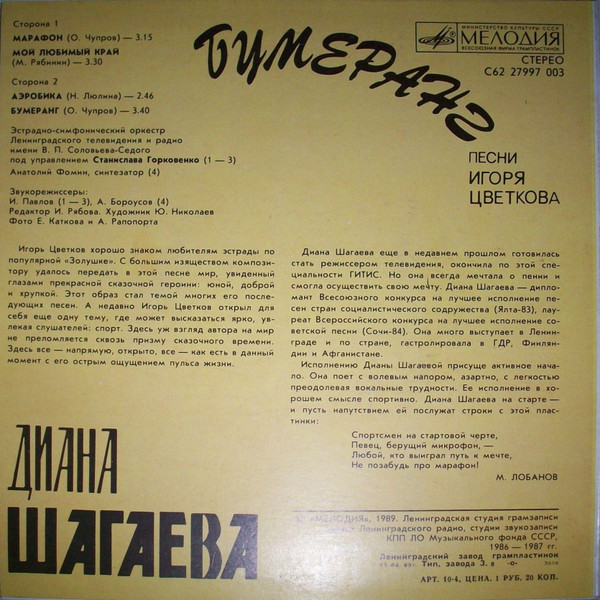 Сторона 1
МАРАФОН (О. Чупров) — 3.15
МОЙ ЛЮБИМЫЙ КРАЙ
(М. Рябинин) — 3.30
Сторона 2
АЭРОБИКА (Н. Люлина) — 2.46
БУМЕРАНГ (О. Чупров) — 3.40
Эстрадно-симфонический оркестр
Ленинградского телевидения и радио
имени В. П. Соловьева-Седого
под управлением Станислава Горковенко (1 — 3)
Анатолий Фомин, синтезатор (4)
Звукорежиссеры:
И. Павлов (1 — 3), А. Бороусов (4)
Редактор И. Рябова. Художник Ю. Николаев
Фото Е. Каткова и А. Рапопорта
БУМЕРАНГ
МИНИСТЕРСТВО КУЛЬТУРЫ СССР
МЕЛОДИЯ
ВСЕСОЮЗНАЯ ФИРМА ГРАМПЛАСТИНОК
СТЕРЕО
С62 27997 003
ПЕСНИ
ИГОРЯ
ЦВЕТКОВА
Игорь Цветков хорошо знаком любителям эстрады по
популярной «Золушке». С большим изяществом компози-
тору удалось передать в этой песне мир, увиденный
глазами прекрасной сказочной героини: юной, доброй
и хрупкой. Этот образ стал темой многих его после-
дующих песен. А недавно Игорь Цветков открыл для
себя еще одну тему, где может высказаться ярко, ув-
лекая слушателей: спорт. Здесь уж взгляд автора на мир
не преломляется сквозь призму сказочного времени.
Здесь все — напрямую, открыто, все — как есть в данный
момент с его острым ощущением пульса жизни.
Диана Шагаева еще в недавнем прошлом готовилась
стать режиссером телевидения, окончила по этой спе-
циальности ГИТИС. Но она всегда мечтала о пении и
смогла осуществить свою мечту. Диана Шагаева — дипло-
мант Всесоюзного конкурса на лучшее исполнение пе-
сен стран социалистического содружества (Ялта-83), лау-
реат Всероссийского конкурса на лучшее исполнение со-
ветской песни (Сочи-84). Она много выступает в Ленин-
граде и по стране, гастролировала в ГДР, Финлян-
дии и Афганистане.
Исполнению Дианы Шагаевой присуще активное нача-
ло. Она поет с волевым напором, азартно, с легкостью
преодолевая вокальные трудности. Ее исполнение в хо-
рошем смысле спортивно. Диана Шагаева на старте —
и пусть напутствием ей послужат строки с этой плас-
тинки:
Спортсмен на стартовой черте,
Певец, берущий микрофон, —
Любой, кто выиграл путь к мечте,
Не позабудь про марафон!
М. ЛОБАНОВ
ДИАНА
ШАГАЕВА
«МЕЛОДИЯ», 1989. Ленинградская студия грамзаписи
Ленинградского радио, студии звукозаписи
КПП ЛО Музыкального фонда СССР,
1986 — 1987 гг.
Ленинградский завод грампластинок
Тип. завода З.
АРТ. 10-4, ЦЕНА. 1 РУБ. 20 КОП.